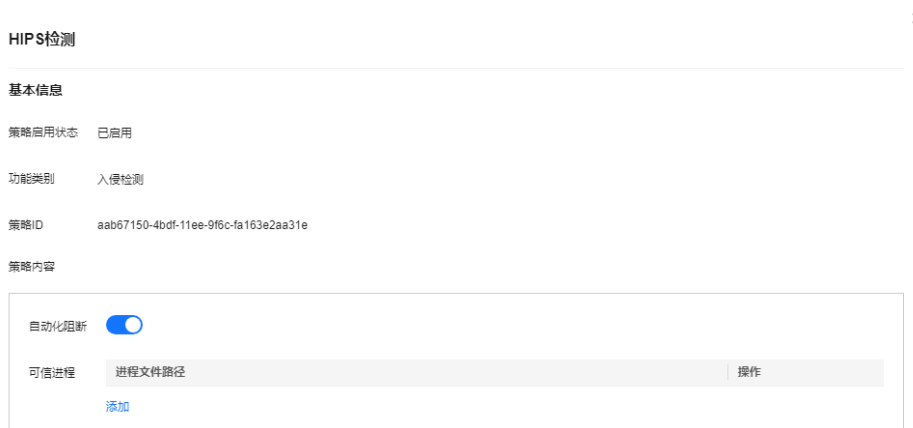 HIPS检测
基本信息
策略启用状态 已启用
功能类别 入侵检测
策略ID aab67150-4bdf-11ee-9f6c-fa163e2aa31e
策略内容
自动化阻断
可信进程 进程文件路径 操作
添加